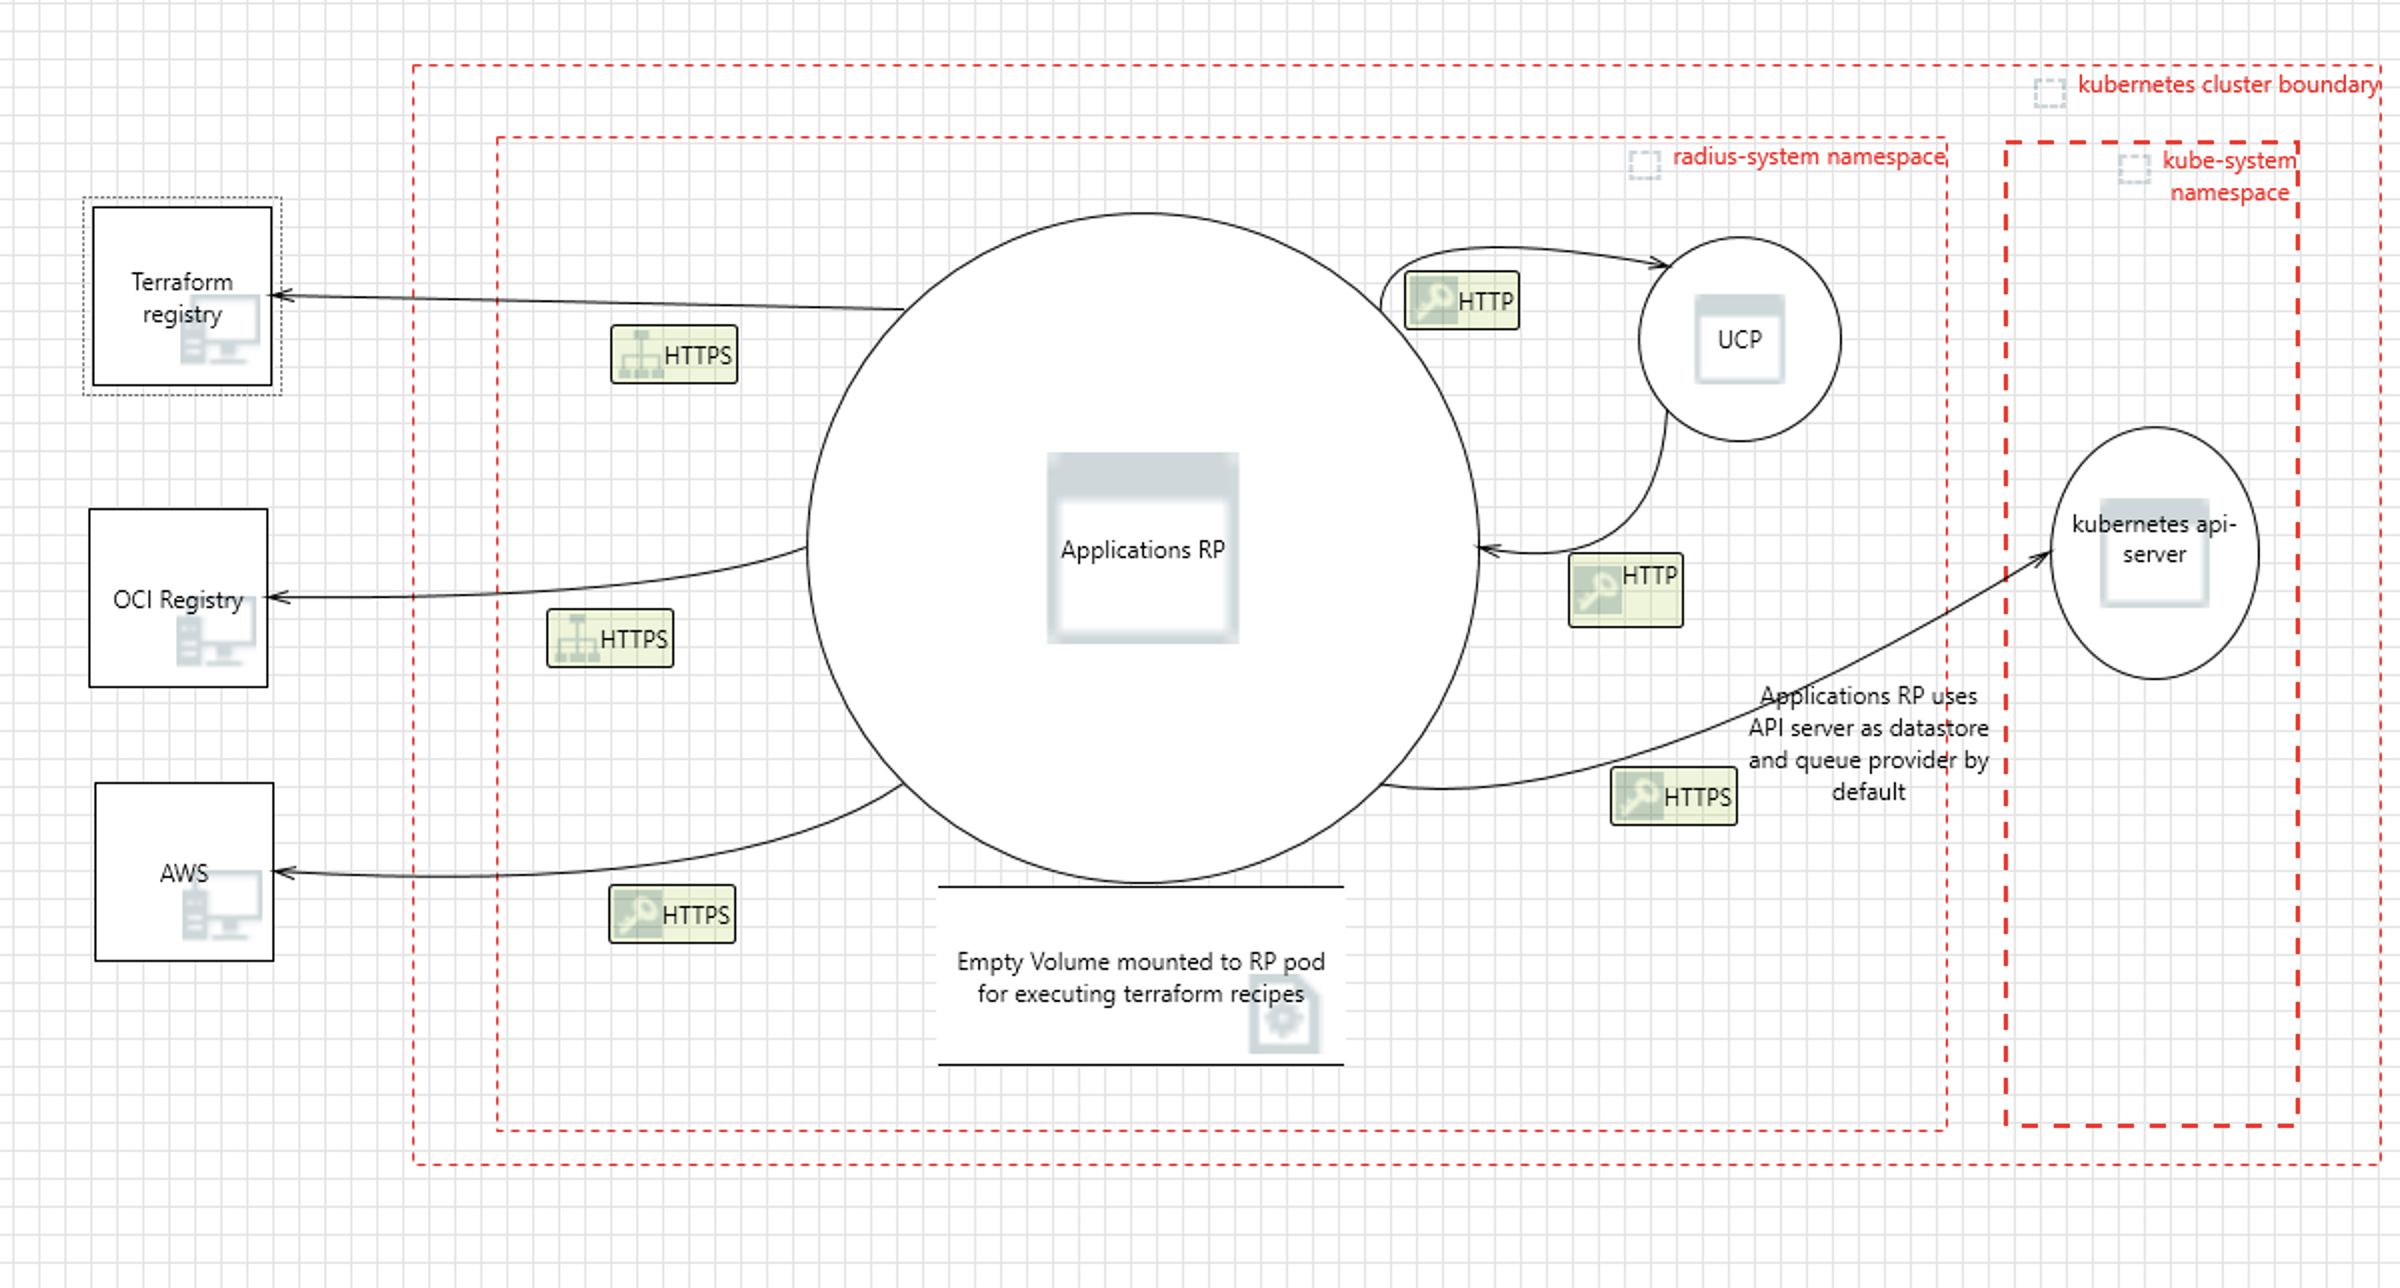 kubernetes cluster boundary
radius-system namespace
kube-system
namespace
Terraform
registry
HTTPS
HTTP
UCP
kubernetes api-
server
Applications RP
HTTP
OCI Registry
HTTPS
Applications RP uses
API server as datastore
and queue provider by
default
HTTPS
AWS
HTTPS
Empty Volume mounted to RP pod
for executing terraform recipes